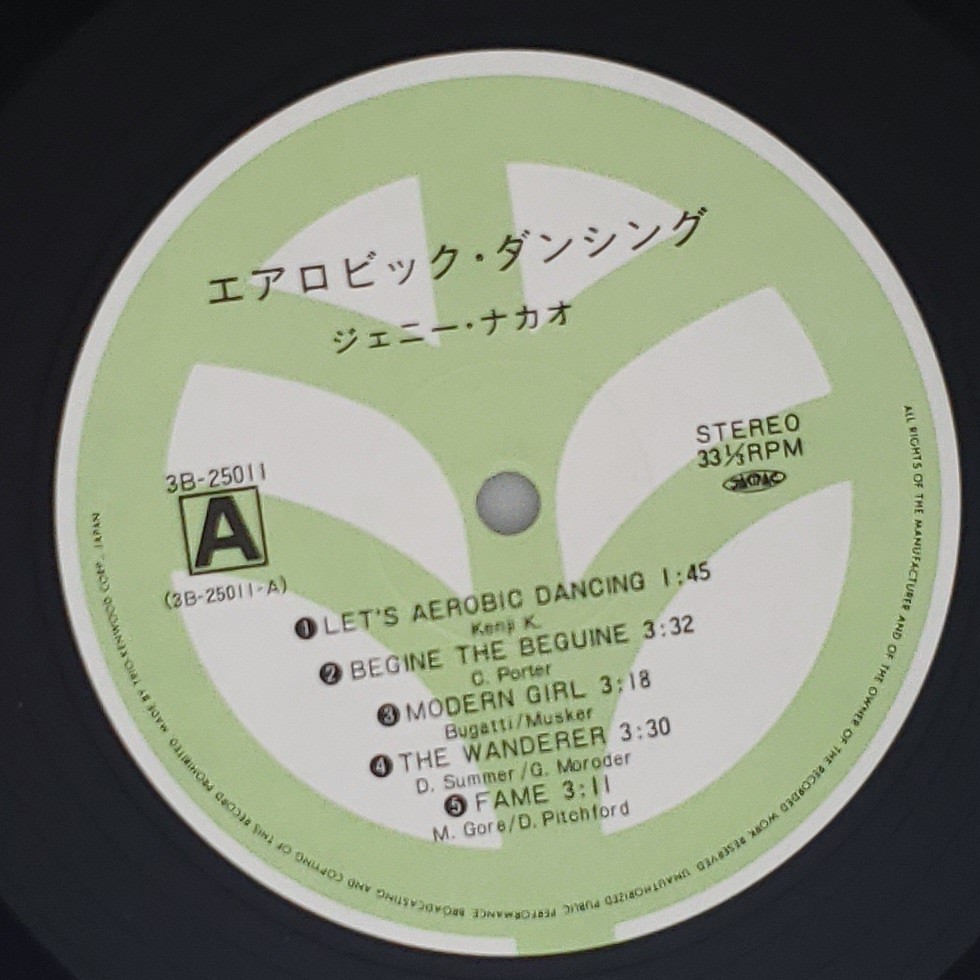 エアロビック・ダンシング
ジェニー・ナカオ
STEREO
33⅓RPM
3B-25011
A
(3B-25011-A)
❶ LET'S AEROBIC DANCING 1:45
Kenji K.
❷ BEGINE THE BEGUINE 3:32
C. Porter
❸ MODERN GIRL 3:18
Bugatti/Musker
❹ THE WANDERER 3:30
D. Summer/G. Moroder
❺ FAME 3:11
M. Gore/D. Pitchford
ALL RIGHTS OF THE MANUFACTURER AND OF THE OWNER OF THE RECORDED WORK RESERVED UNAUTHORIZED PUBLIC PERFORMANCE BROADCASTING AND COPYING OF THIS RECORD PROHIBITED MADE BY TRIO-KENWOOD CORP., JAPAN